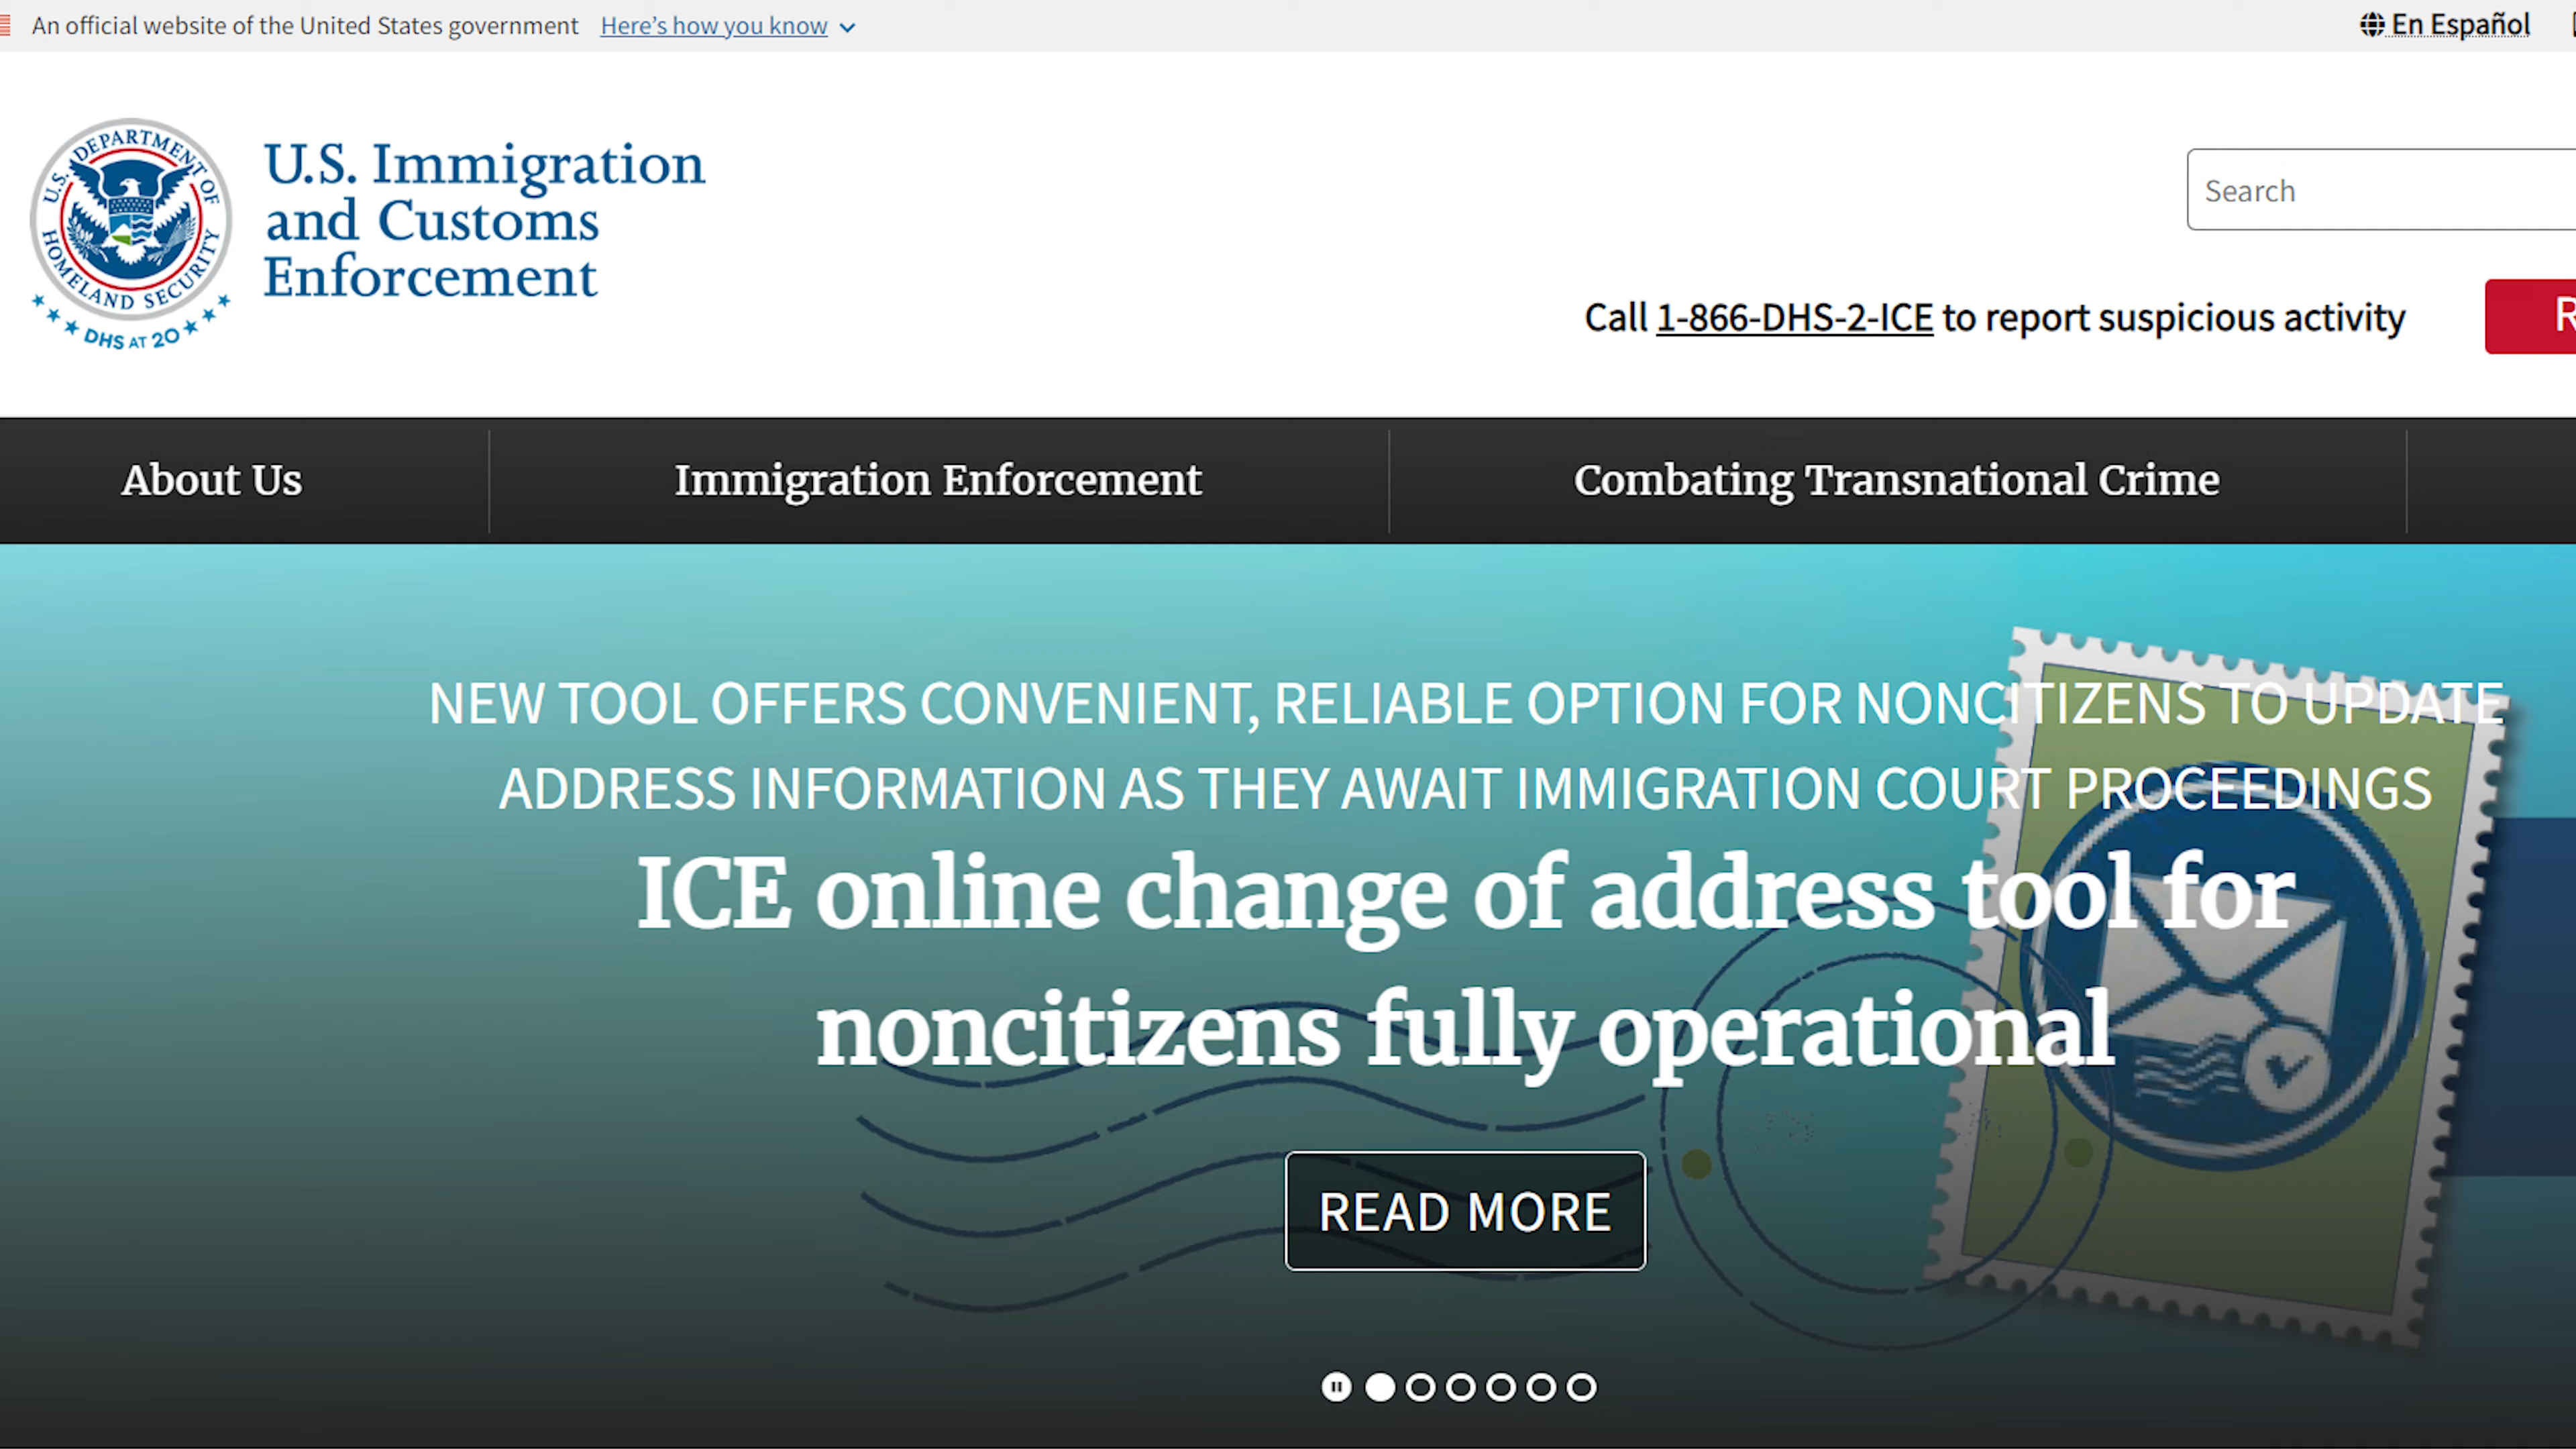 An official website of the United States government Here's how you know
En Español
U.S. DEPARTMENT OF HOMELAND SECURITY
DHS AT 20
U.S. Immigration
and Customs
Enforcement
Search
Call 1-866-DHS-2-ICE to report suspicious activity
About Us
Immigration Enforcement
Combating Transnational Crime
NEW TOOL OFFERS CONVENIENT, RELIABLE OPTION FOR NONCITIZENS TO UPDATE
ADDRESS INFORMATION AS THEY AWAIT IMMIGRATION COURT PROCEEDINGS
ICE online change of address tool for
noncitizens fully operational
READ MORE